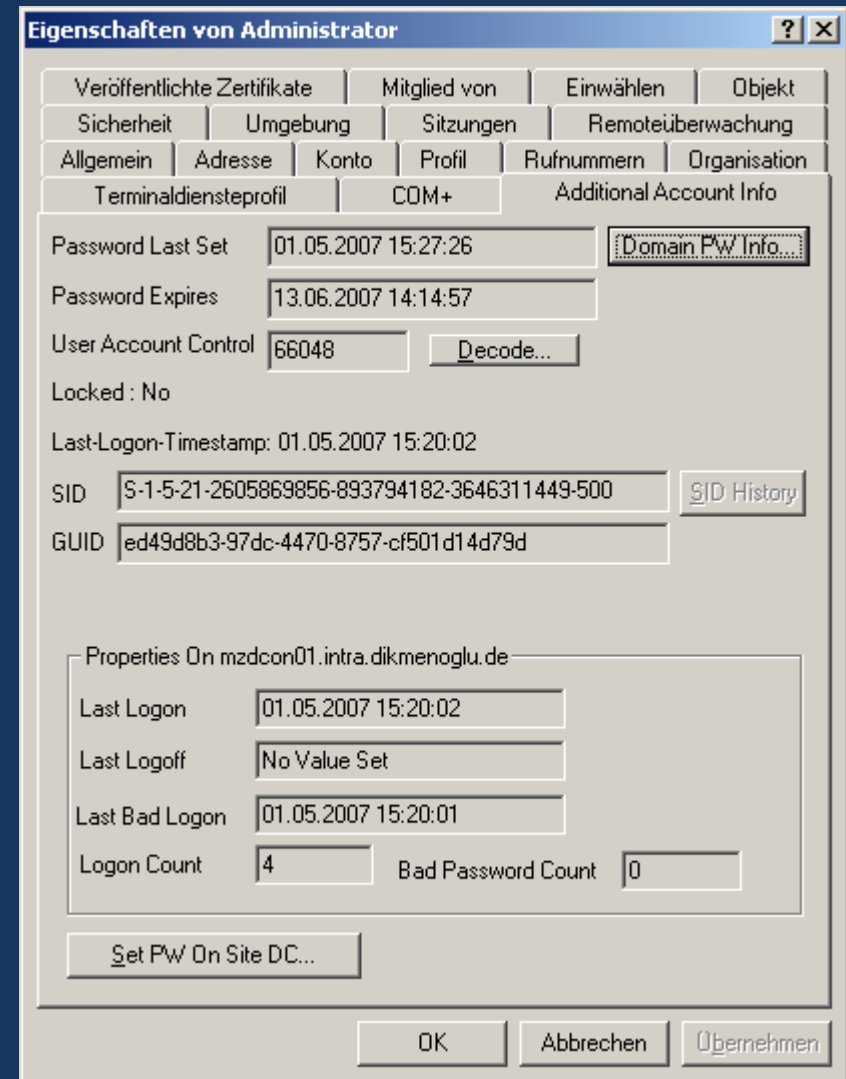 Eigenschaften von Administrator
Veröffentlichte Zertifikate Mitglied von Einwählen Objekt
Sicherheit Umgebung Sitzungen Remoteüberwachung
Allgemein Adresse Konto Profil Rufnummern Organisation
Terminaldiensteprofil COM+ Additional Account Info
Password Last Set 01.05.2007 15:27:26 Domain PW Info...
Password Expires 13.06.2007 14:14:57
User Account Control 66048 Decode...
Locked : No
Last-Logon-Timestamp: 01.05.2007 15:20:02
SID S-1-5-21-2605869856-893794182-3646311449-500 SID History
GUID ed49d8b3-97dc-4470-8757-cf501d14d79d
Properties On mzdcon01.intra.dikmenoglu.de
Last Logon 01.05.2007 15:20:02
Last Logoff No Value Set
Last Bad Logon 01.05.2007 15:20:01
Logon Count 4 Bad Password Count 0
Set PW On Site DC...
OK Abbrechen Übernehmen